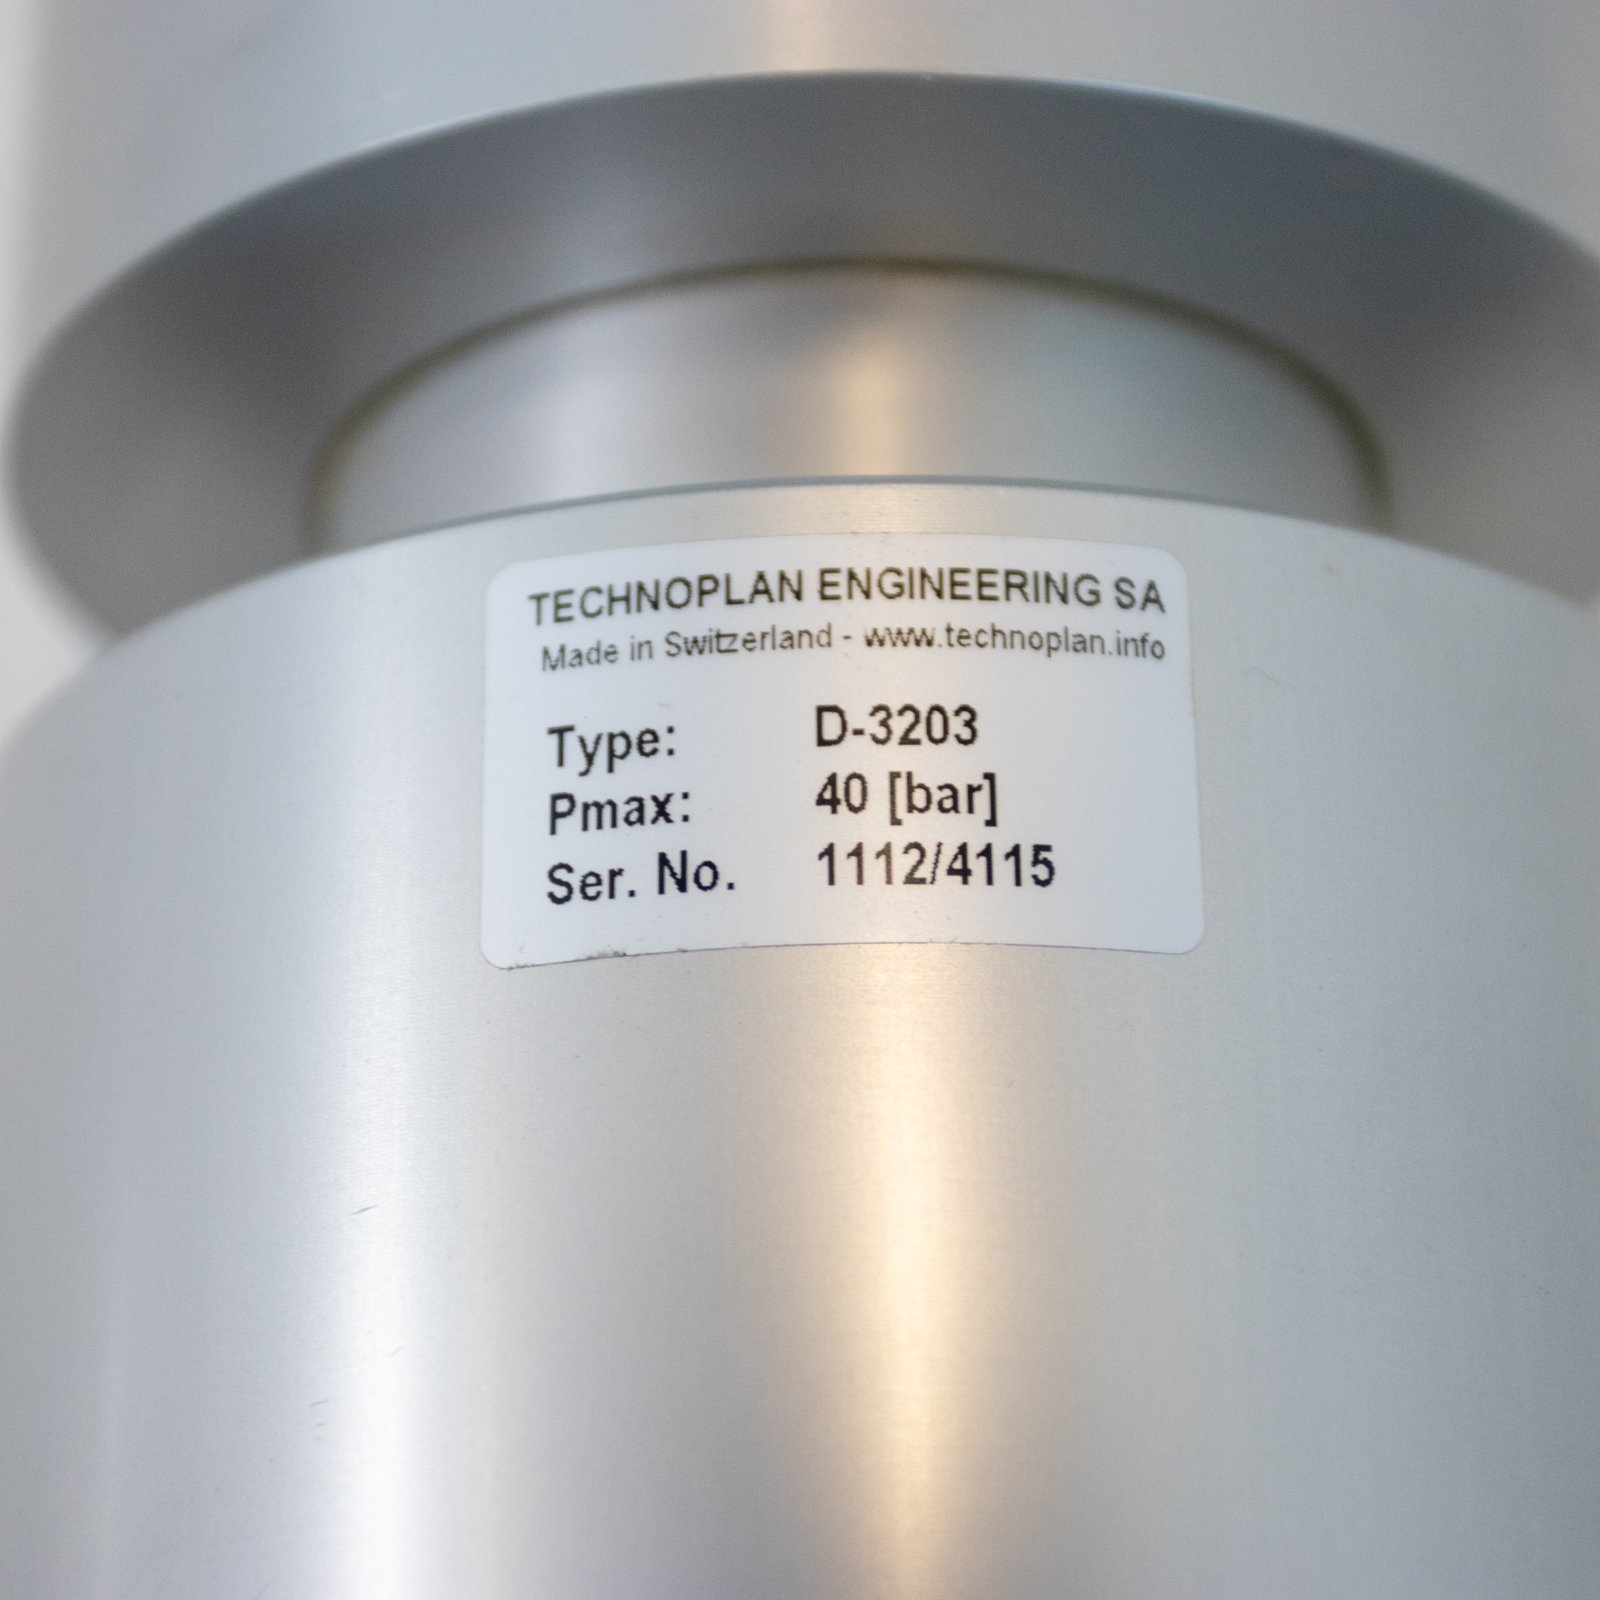 TECHNOPLAN ENGINEERING SA
Made in Switzerland - www.technoplan.info
Type: D-3203
Pmax: 40 [bar]
Ser. No. 1112/4115